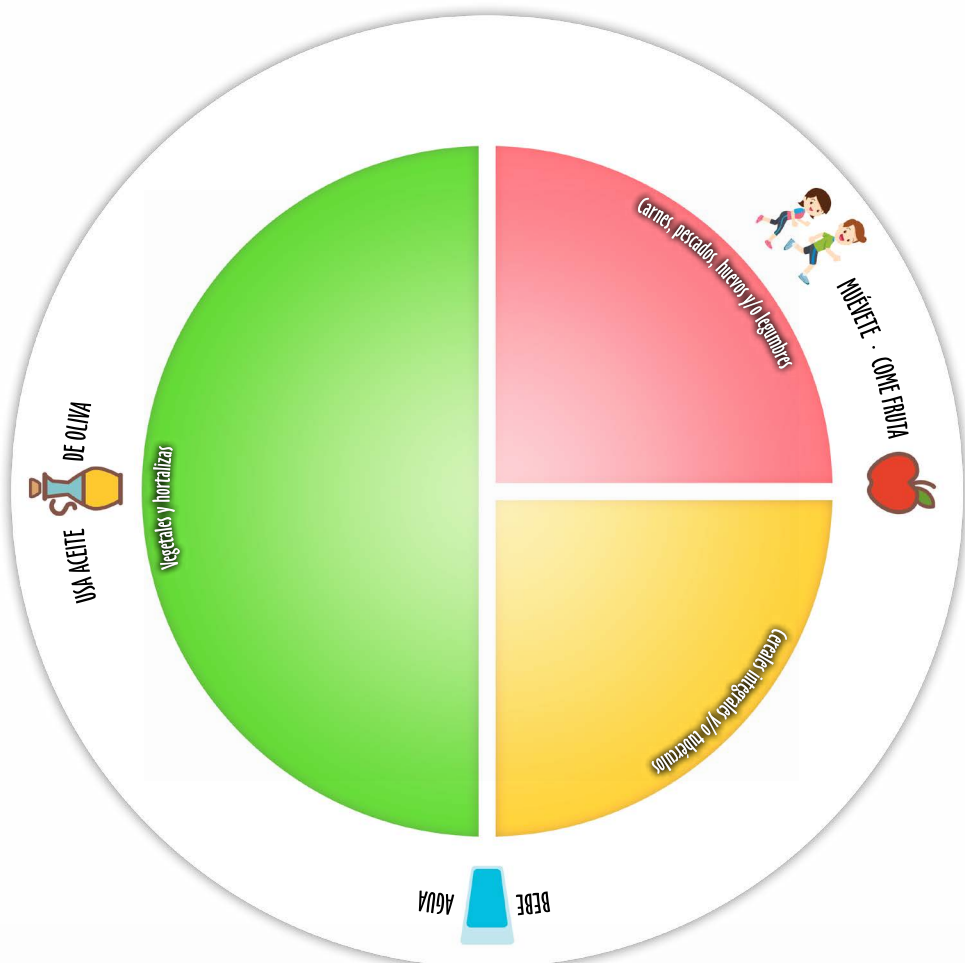 Carnes, pescados, huevos y/o legumbres
MUÉVETE · COME FRUTA
Cereales integrales y/o tubérculos
BEBE AGUA
USA ACEITE DE OLIVA
Vegetales y hortalizas